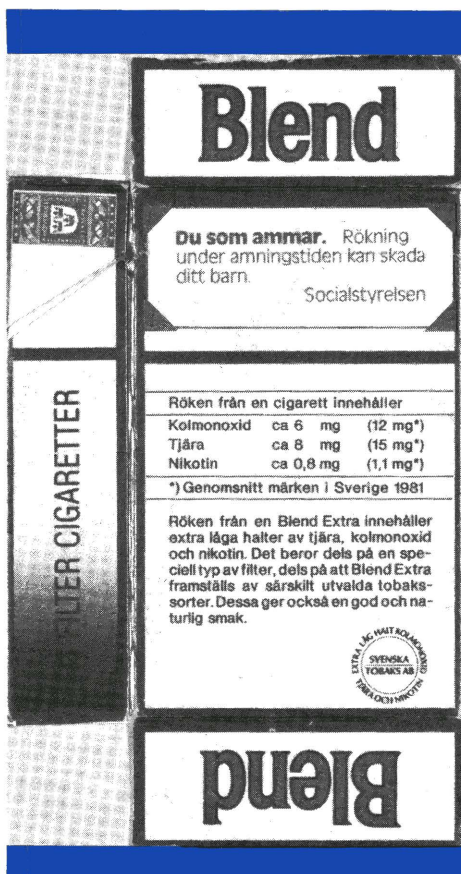 Blend
Du som ammar. Rökning
under amningstiden kan skada
ditt barn.
Socialstyrelsen
FILTER CIGARETTER
Röken från en cigarett innehåller
Kolmonoxid ca 6 mg (12 mg*)
Tjära ca 8 mg (15 mg*)
Nikotin ca 0,8 mg (1,1 mg*)
*) Genomsnitt märken i Sverige 1981
Röken från en Blend Extra innehåller
extra låga halter av tjära, kolmonoxid
och nikotin. Det beror dels på en spe-
ciell typ av filter, dels på att Blend Extra
framställs av särskilt utvalda tobaks-
sorter. Dessa ger också en god och na-
turlig smak.
EXTRA LÅG HALT KOLMONOXID
SVENSKA
TOBAKS AB
TJÄRA OCH NIKOTIN
Blend